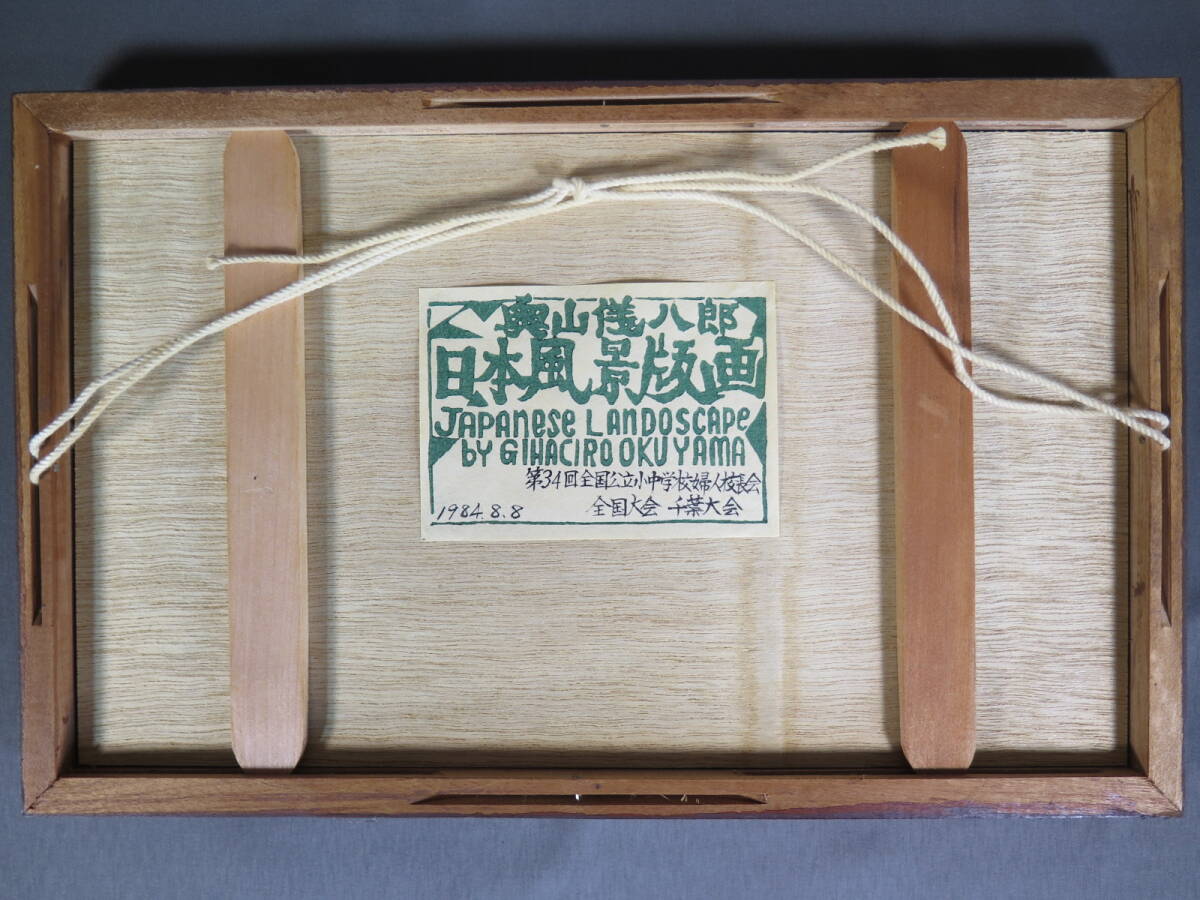 奥山儀八郎
日本風景版画
JAPANESE LANDOSCAPE
BY GIHACIRO OKUYAMA
第34回全国公立小中学校婦人校長会
全国大会 千葉大会
1984.8.8